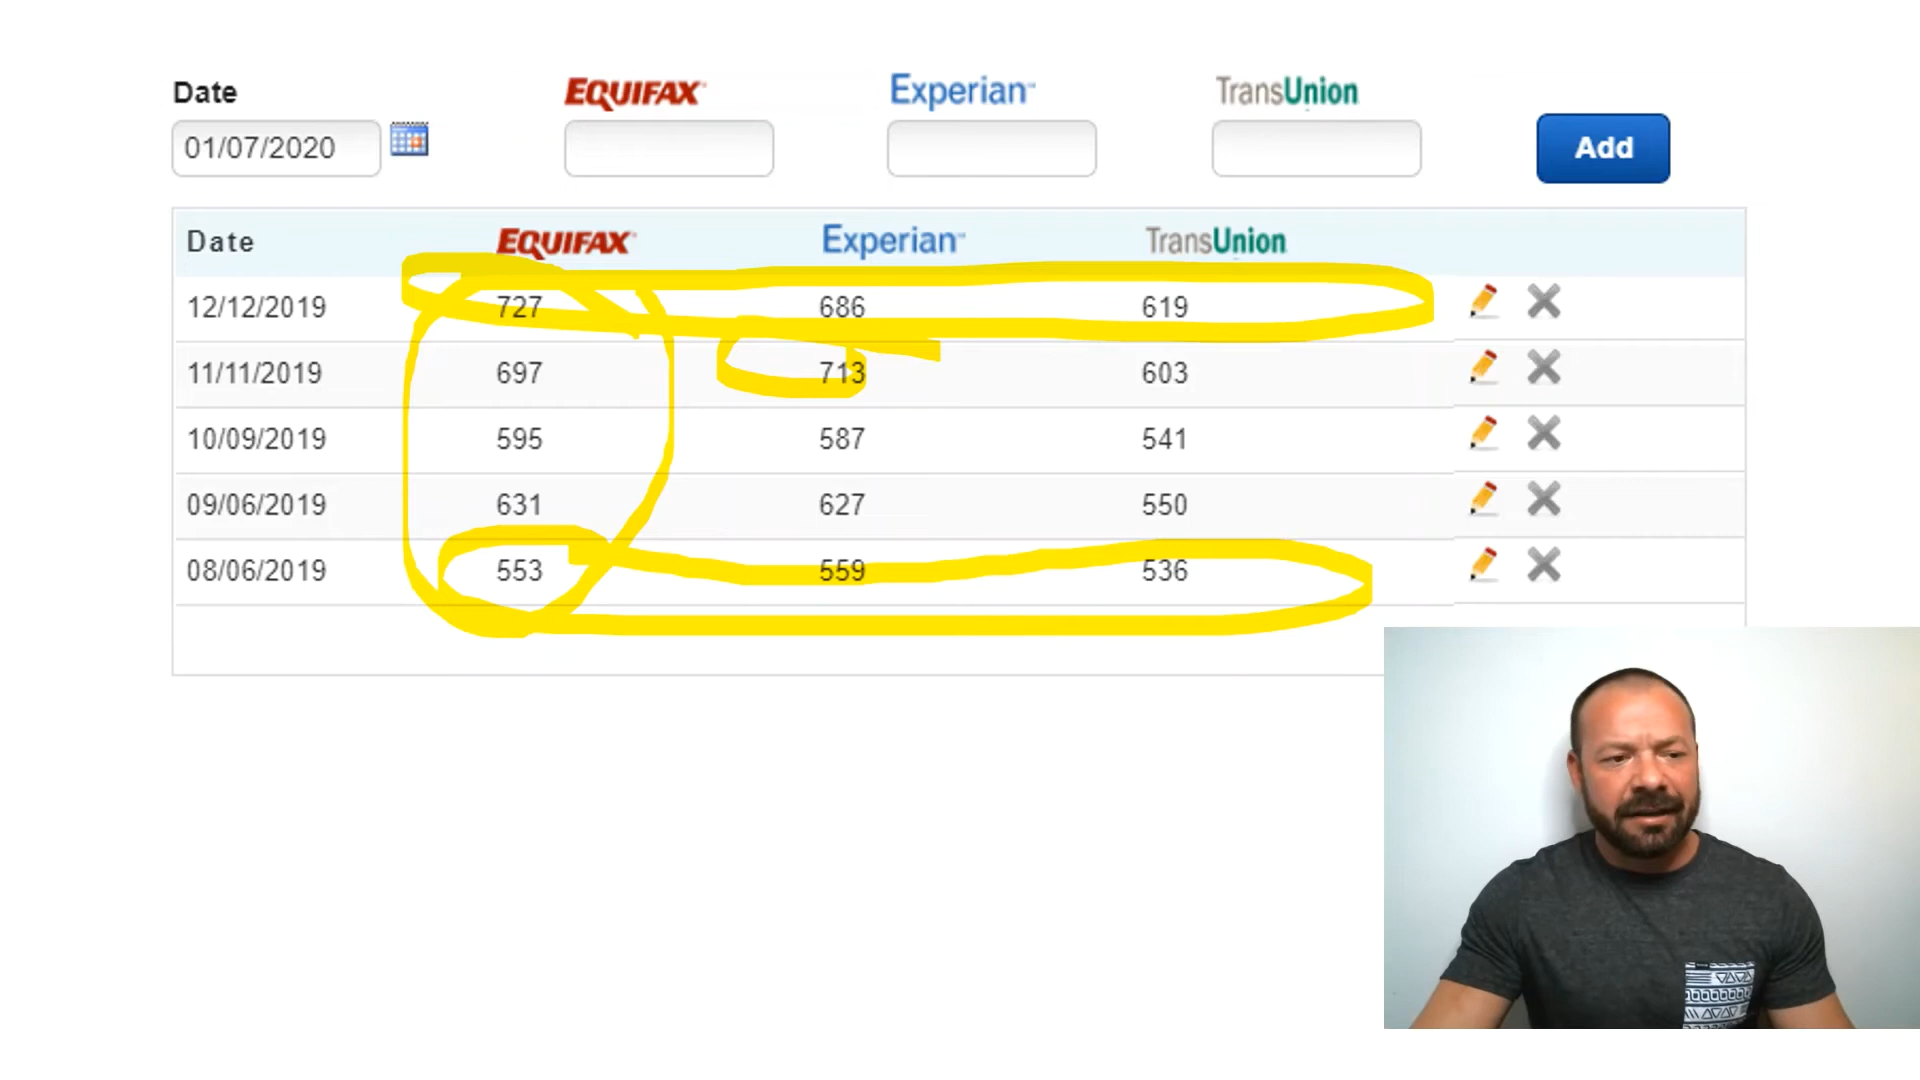 Date EQUIFAX Experian TransUnion
01/07/2020 Add
Date EQUIFAX Experian TransUnion
12/12/2019 727 686 619
11/11/2019 697 713 603
10/09/2019 595 587 541
09/06/2019 631 627 550
08/06/2019 553 559 536